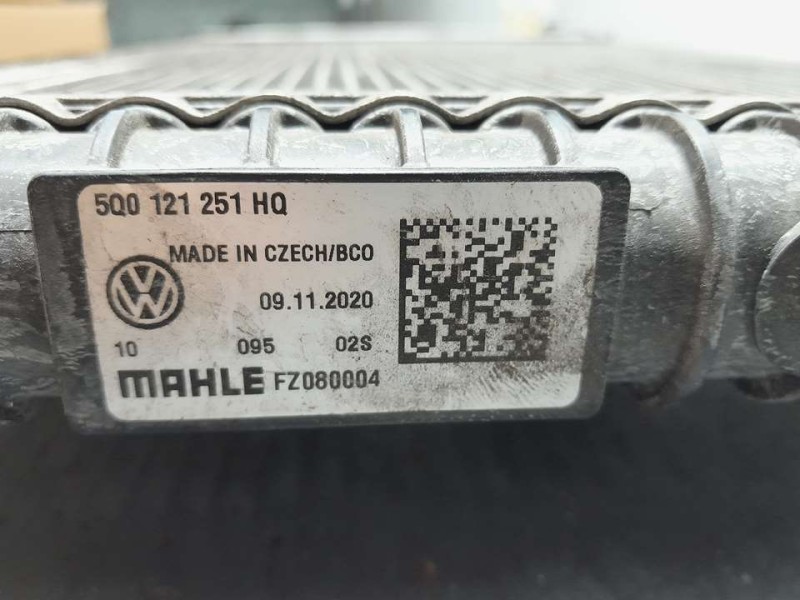 5Q0 121 251 HQ
MADE IN CZECH/BCO
09.11.2020
10 095 02S
MAHLE FZ080004